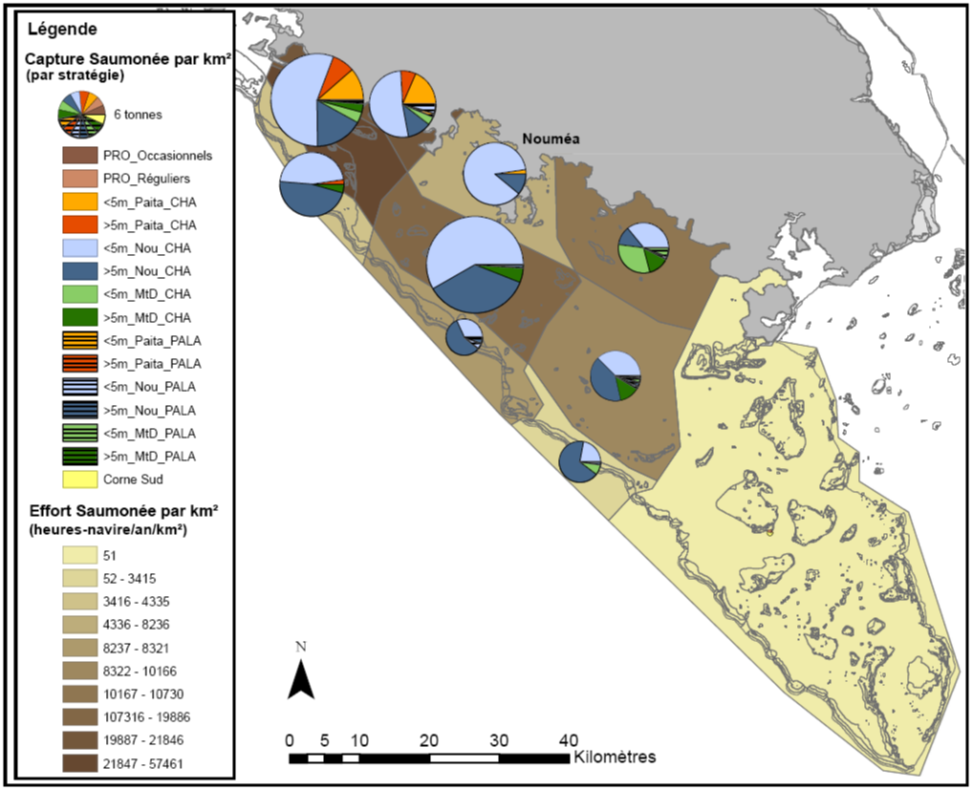 Légende
Capture Saumonée par km²
(par stratégie)
6 tonnes
PRO_Occasionnels
PRO_Réguliers
<5m_Paita_CHA
>5m_Paita_CHA
<5m_Nou_CHA
>5m_Nou_CHA
<5m_MtD_CHA
>5m_MtD_CHA
<5m_Paita_PALA
>5m_Paita_PALA
<5m_Nou_PALA
>5m_Nou_PALA
<5m_MtD_PALA
>5m_MtD_PALA
Corne Sud
Effort Saumonée par km²
(heures-navire/an/km²)
51
52 - 3415
3416 - 4335
4336 - 8236
8237 - 8321
8322 - 10166
10167 - 10730
107316 - 19886
19887 - 21846
21847 - 57461
Nouméa
N
0 5 10 20 30 40
Kilomètres